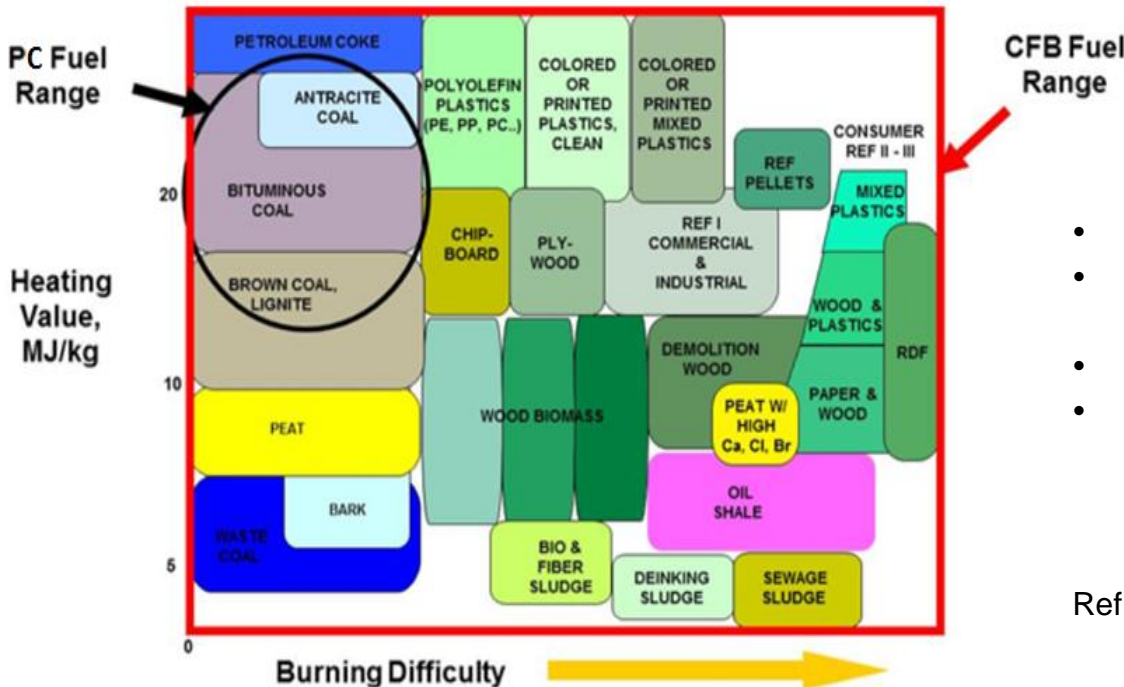 PC Fuel
Range
CFB Fuel
Range
PETROLEUM COKE
ANTRACITE
COAL
BITUMINOUS
COAL
BROWN COAL,
LIGNITE
PEAT
BARK
WASTE
COAL
POLYOLEFIN
PLASTICS
(PE, PP, PC..)
COLORED
OR
PRINTED
PLASTICS,
CLEAN
COLORED
OR
PRINTED
MIXED
PLASTICS
CONSUMER
REF II - III
REF
PELLETS
MIXED
PLASTICS
CHIP-
BOARD
PLY-
WOOD
REF I
COMMERCIAL
&
INDUSTRIAL
WOOD &
PLASTICS
RDF
WOOD BIOMASS
DEMOLITION
WOOD
PEAT W/
HIGH
Ca, Cl, Br
PAPER &
WOOD
OIL
SHALE
BIO &
FIBER
SLUDGE
DEINKING
SLUDGE
SEWAGE
SLUDGE
20
Heating
Value,
MJ/kg
10
5
0
Burning Difficulty
•
•
•
•
Ref